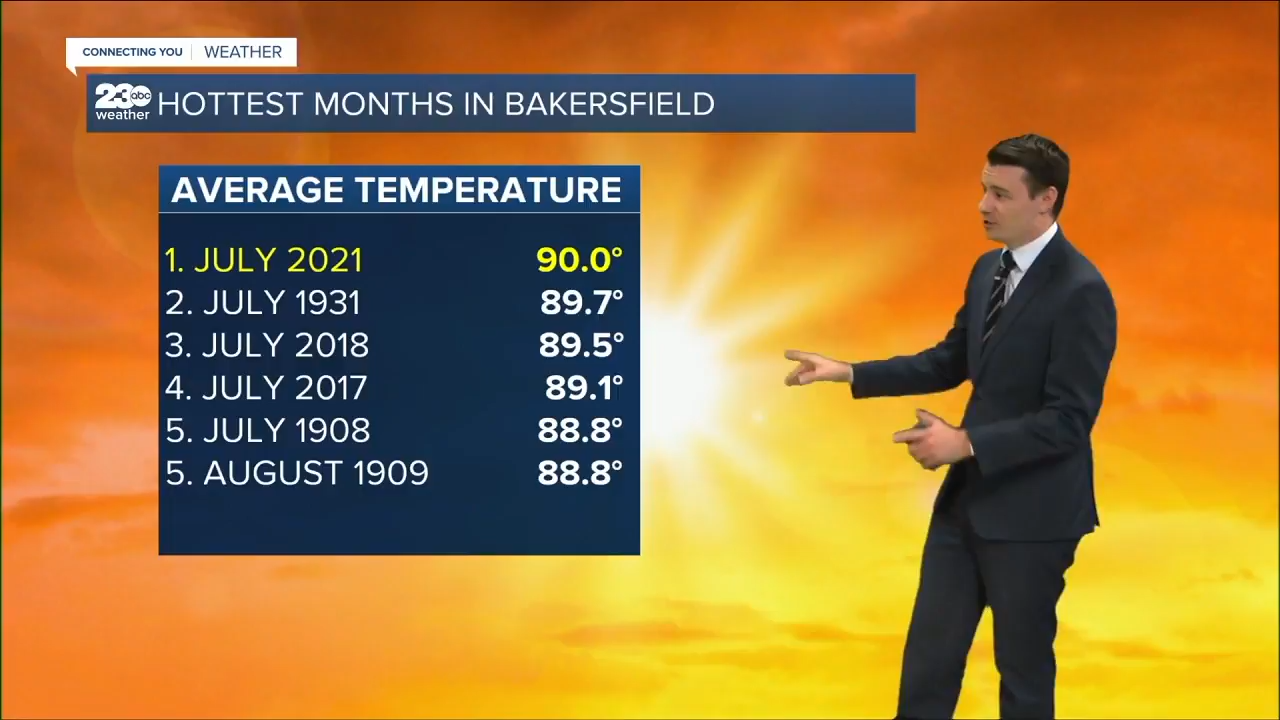 CONNECTING YOU WEATHER
23 abc
weather
HOTTEST MONTHS IN BAKERSFIELD
AVERAGE TEMPERATURE
1. JULY 2021 90.0°
2. JULY 1931 89.7°
3. JULY 2018 89.5°
4. JULY 2017 89.1°
5. JULY 1908 88.8°
5. AUGUST 1909 88.8°